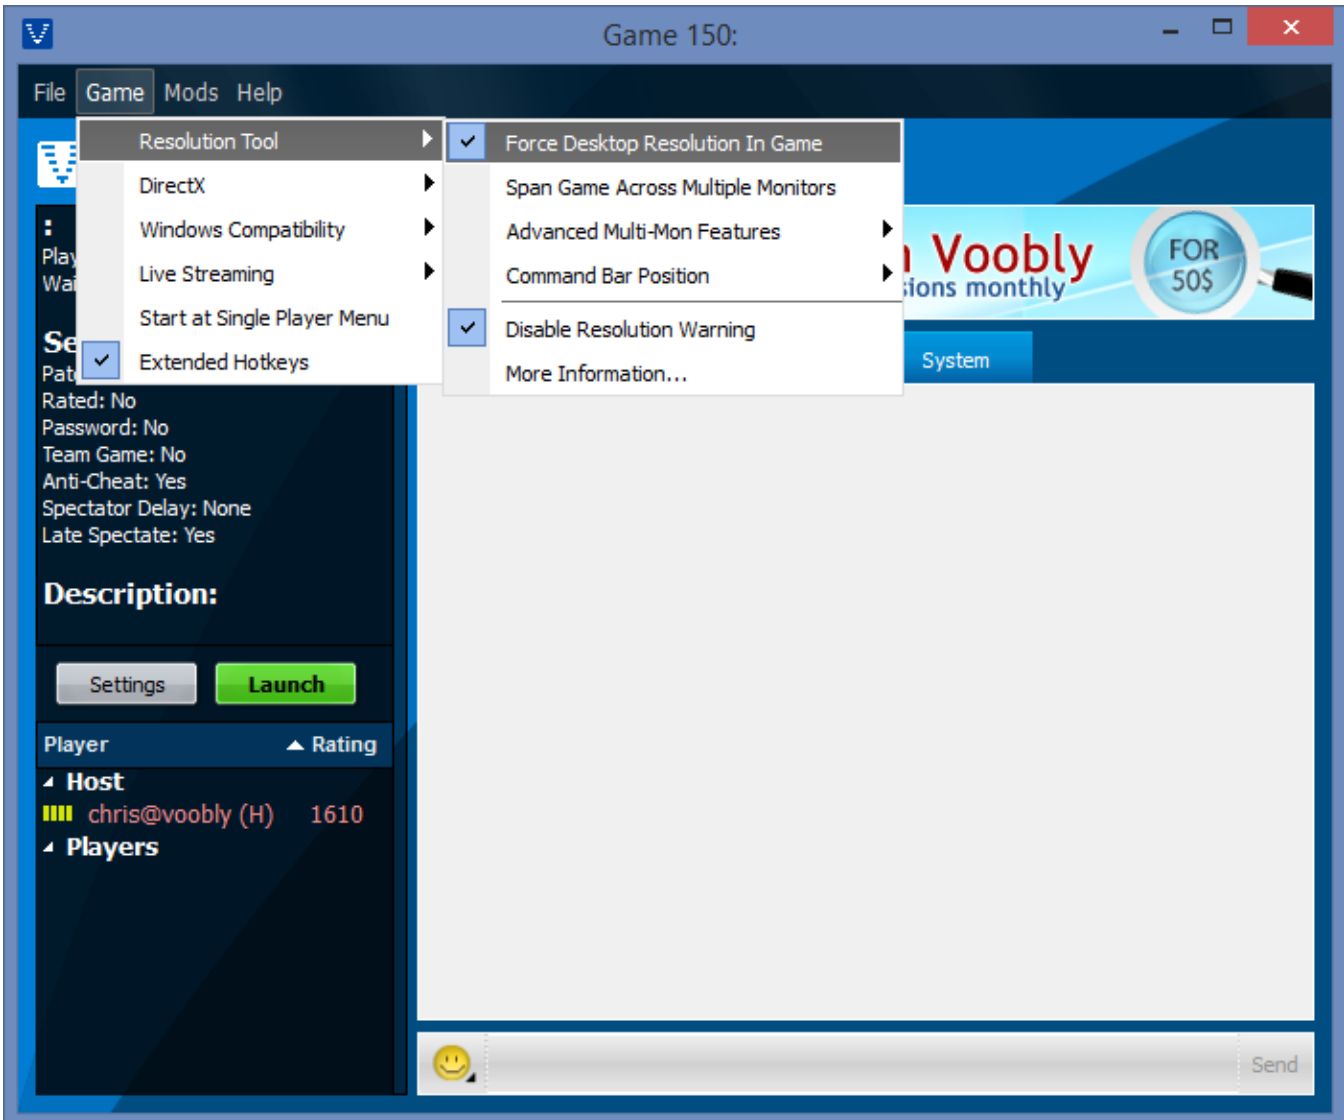 Game 150:
File Game Mods Help
Resolution Tool
DirectX
Windows Compatibility
Live Streaming
Start at Single Player Menu
Extended Hotkeys
Force Desktop Resolution In Game
Span Game Across Multiple Monitors
Advanced Multi-Mon Features
Command Bar Position
Disable Resolution Warning
More Information...
Voobly
monthly
FOR
50$
System
:
Rated: No
Password: No
Team Game: No
Anti-Cheat: Yes
Spectator Delay: None
Late Spectate: Yes
Description:
Settings Launch
Player Rating
Host
chris@voobly (H) 1610
Players
Send